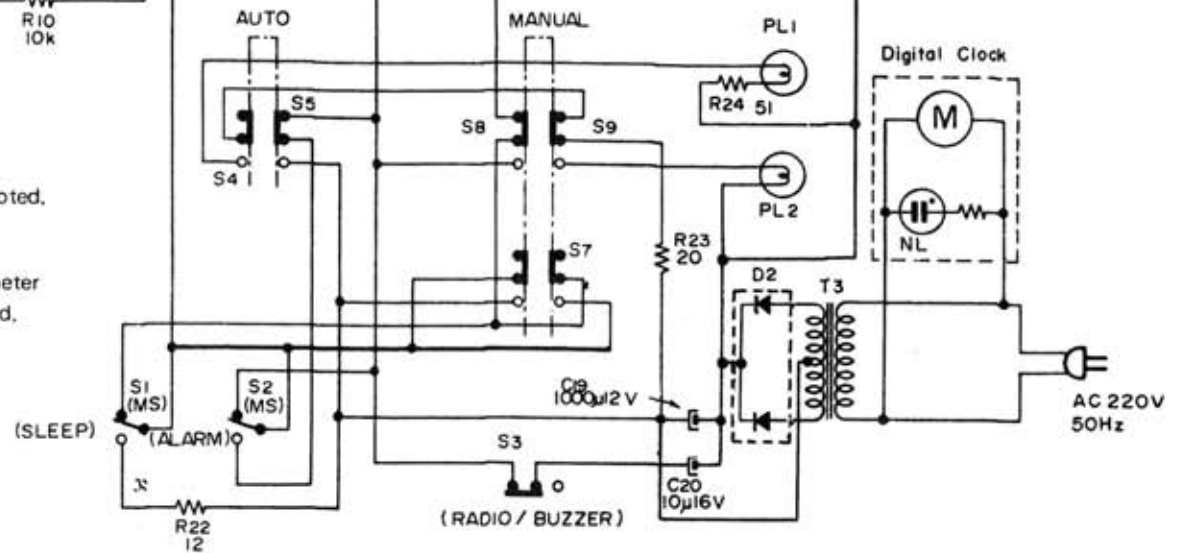 R10
10k
AUTO
MANUAL
PL1
Digital Clock
R24 51
M
S5
S8
S9
S4
PL2
NL
oted,
S7
R23
20
D2
T3
eter
d,
S1
(MS)
S2
(MS)
C19
1000µ12V
AC 220V
50Hz
(SLEEP)
(ALARM)
S3
C20
10µ16V
R22
12
(RADIO / BUZZER)